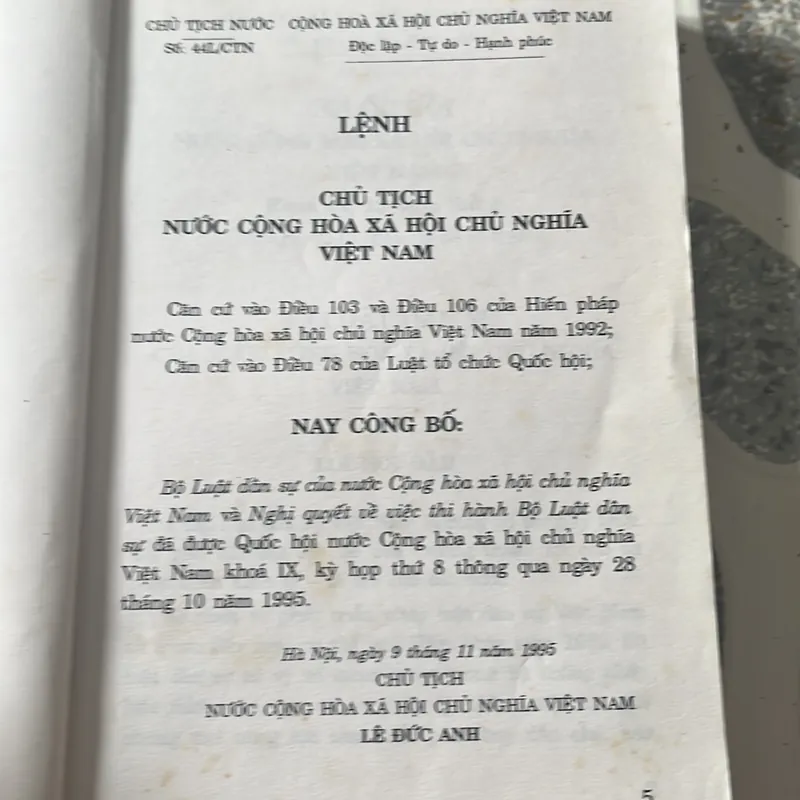 CHỦ TỊCH NƯỚC CỘNG HOÀ XÃ HỘI CHỦ NGHĨA VIỆT NAM
Số: 44L/CTN Độc lập - Tự do - Hạnh phúc
LỆNH
CHỦ TỊCH
NƯỚC CỘNG HÒA XÃ HỘI CHỦ NGHĨA
VIỆT NAM
Căn cứ vào Điều 103 và Điều 106 của Hiến pháp
nước Cộng hòa xã hội chủ nghĩa Việt Nam năm 1992;
Căn cứ vào Điều 78 của Luật tổ chức Quốc hội;
NAY CÔNG BỐ:
Bộ Luật dân sự của nước Cộng hòa xã hội chủ nghĩa
Việt Nam và Nghị quyết về việc thi hành Bộ Luật dân
sự đã được Quốc hội nước Cộng hòa xã hội chủ nghĩa
Việt Nam khoá IX, kỳ họp thứ 8 thông qua ngày 28
tháng 10 năm 1995.
Hà Nội, ngày 9 tháng 11 năm 1995
CHỦ TỊCH
NƯỚC CỘNG HÒA XÃ HỘI CHỦ NGHĨA VIỆT NAM
LÊ ĐỨC ANH
5